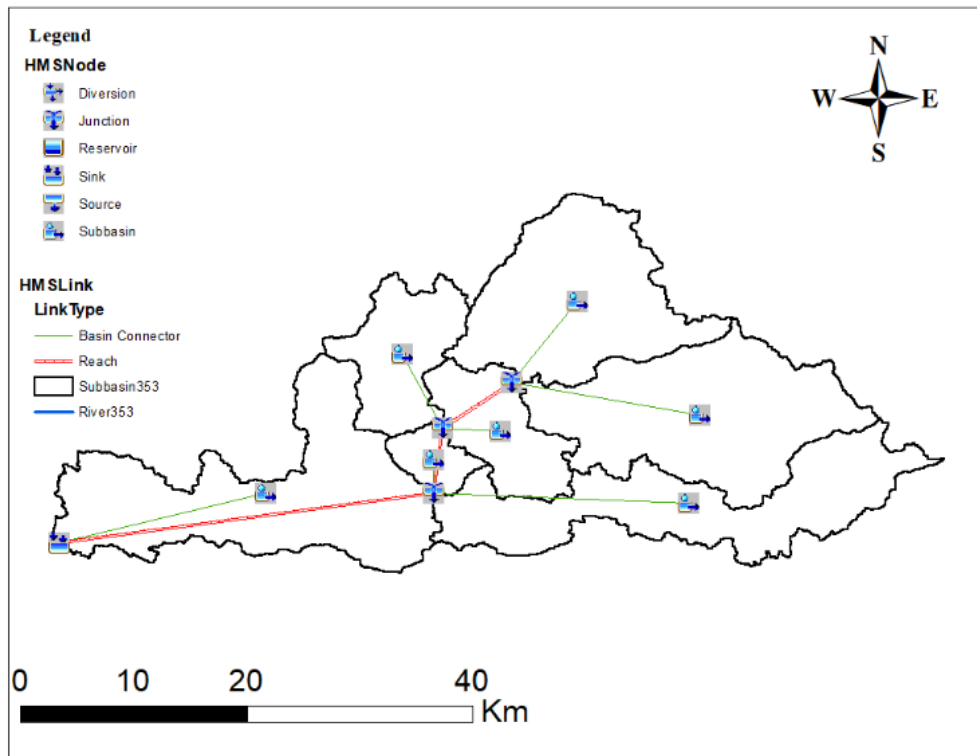 Legend
HMSNode
Diversion
Junction
Reservoir
Sink
Source
Subbasin
HMSLink
LinkType
Basin Connector
Reach
Subbasin353
River353
N
W E
S
0 10 20 40
Km